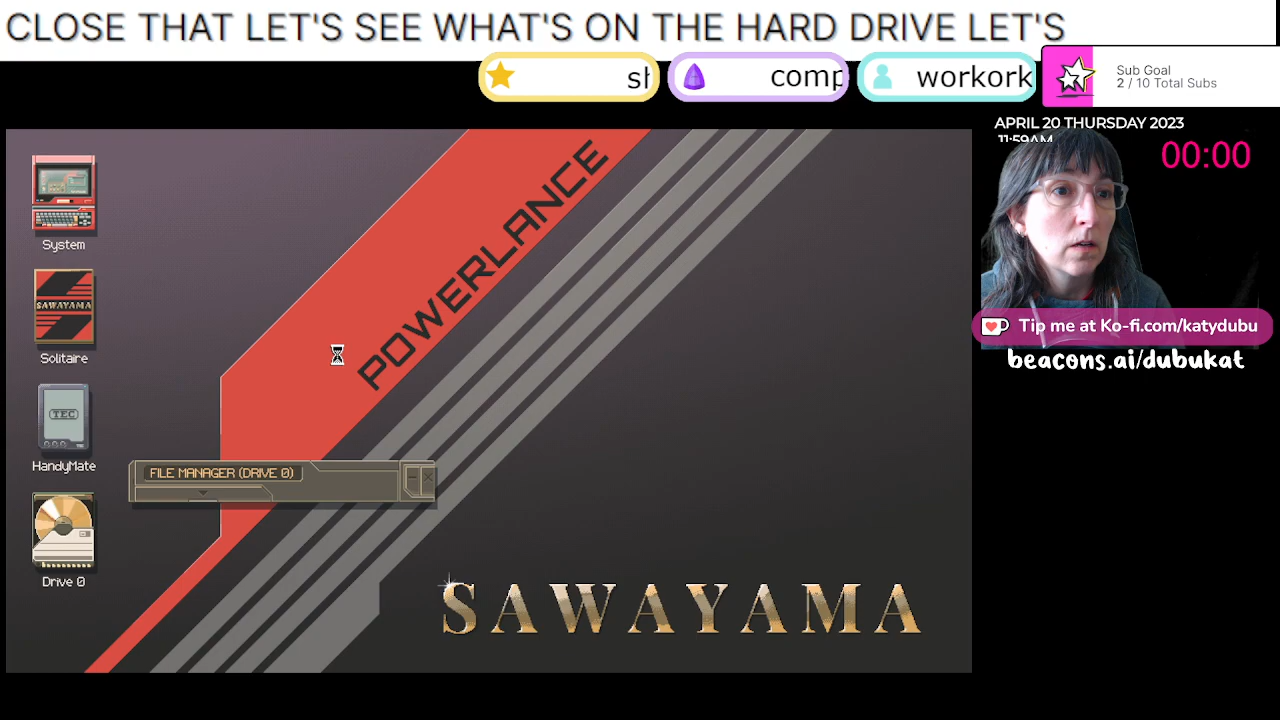 CLOSE THAT LET'S SEE WHAT'S ON THE HARD DRIVE LET'S
comp
workork
Sub Goal
2 / 10 Total Subs
APRIL 20 THURSDAY 2023
11:59AM
00:00
POWERLANCE
System
SAWAYAMA
Solitaire
TEC
HandyMate
FILE MANAGER (DRIVE 0)
Drive 0
SAWAYAMA
Tip me at Ko-fi.com/katydubu
beacons.ai/dubukat